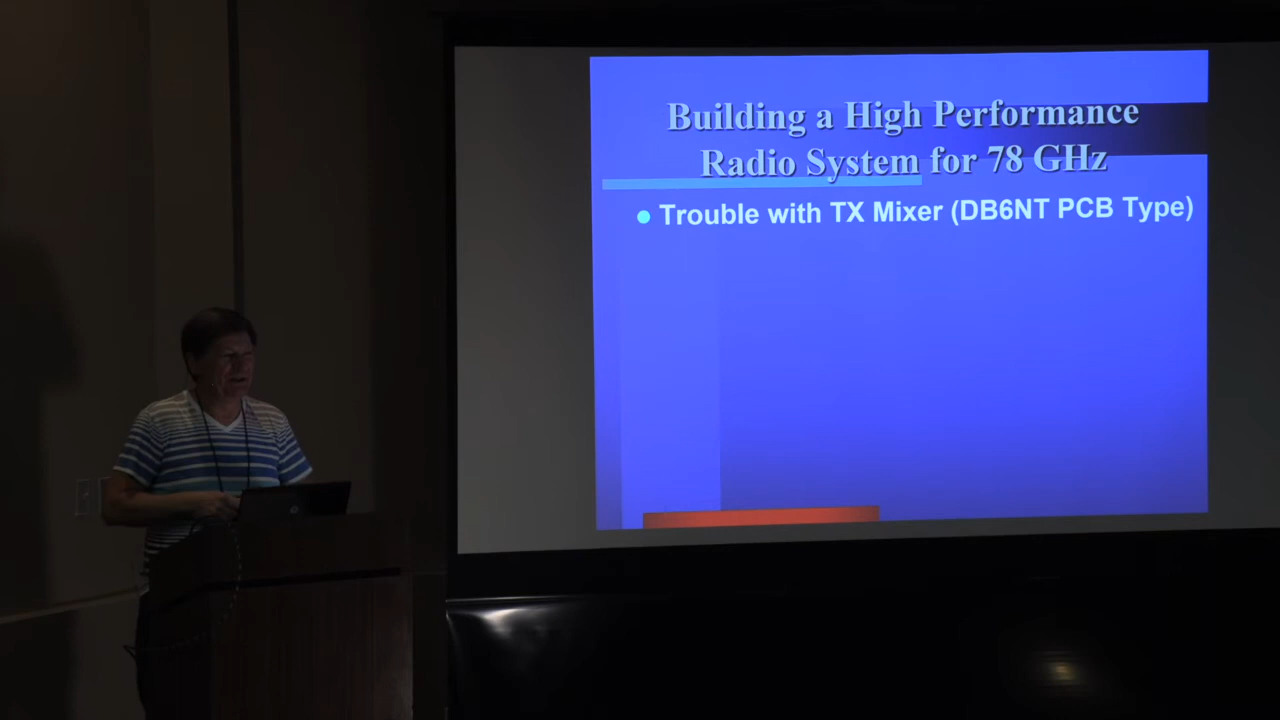 Building a High Performance
Radio System for 78 GHz
Trouble with TX Mixer (DB6NT PCB Type)